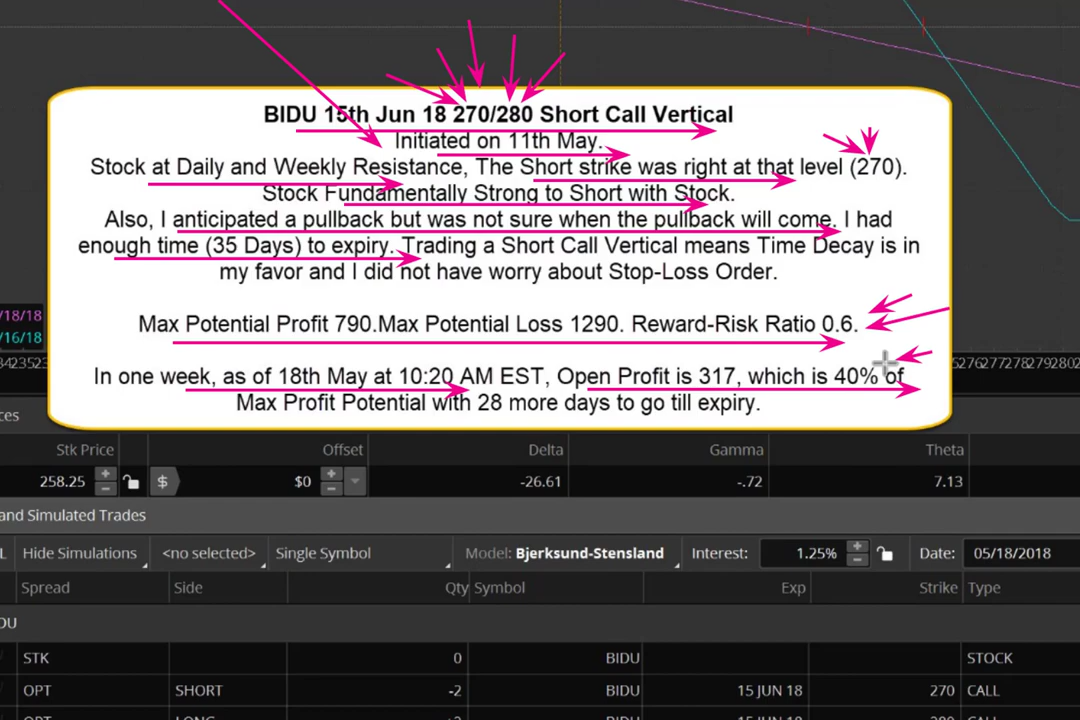 BIDU 15th Jun 18 270/280 Short Call Vertical
Initiated on 11th May.
Stock at Daily and Weekly Resistance, The Short strike was right at that level (270).
Stock Fundamentally Strong to Short with Stock.
Also, I anticipated a pullback but was not sure when the pullback will come. I had
enough time (35 Days) to expiry. Trading a Short Call Vertical means Time Decay is in
my favor and I did not have worry about Stop-Loss Order.
/18/18
Max Potential Profit 790.Max Potential Loss 1290. Reward-Risk Ratio 0.6.
/16/18
276277278279280281
In one week, as of 18th May at 10:20 AM EST, Open Profit is 317, which is 40% of
Max Profit Potential with 28 more days to go till expiry.
ces
Stk Price Offset Delta Gamma Theta
258.25 $ $0 -26.61 -.72 7.13
and Simulated Trades
L Hide Simulations <no selected> Single Symbol Model: Bjerksund-Stensland Interest: 1.25% Date: 05/18/2018
Spread Side Qty Symbol Exp Strike Type
DU
STK 0 BIDU STOCK
OPT SHORT -2 BIDU 15 JUN 18 270 CALL